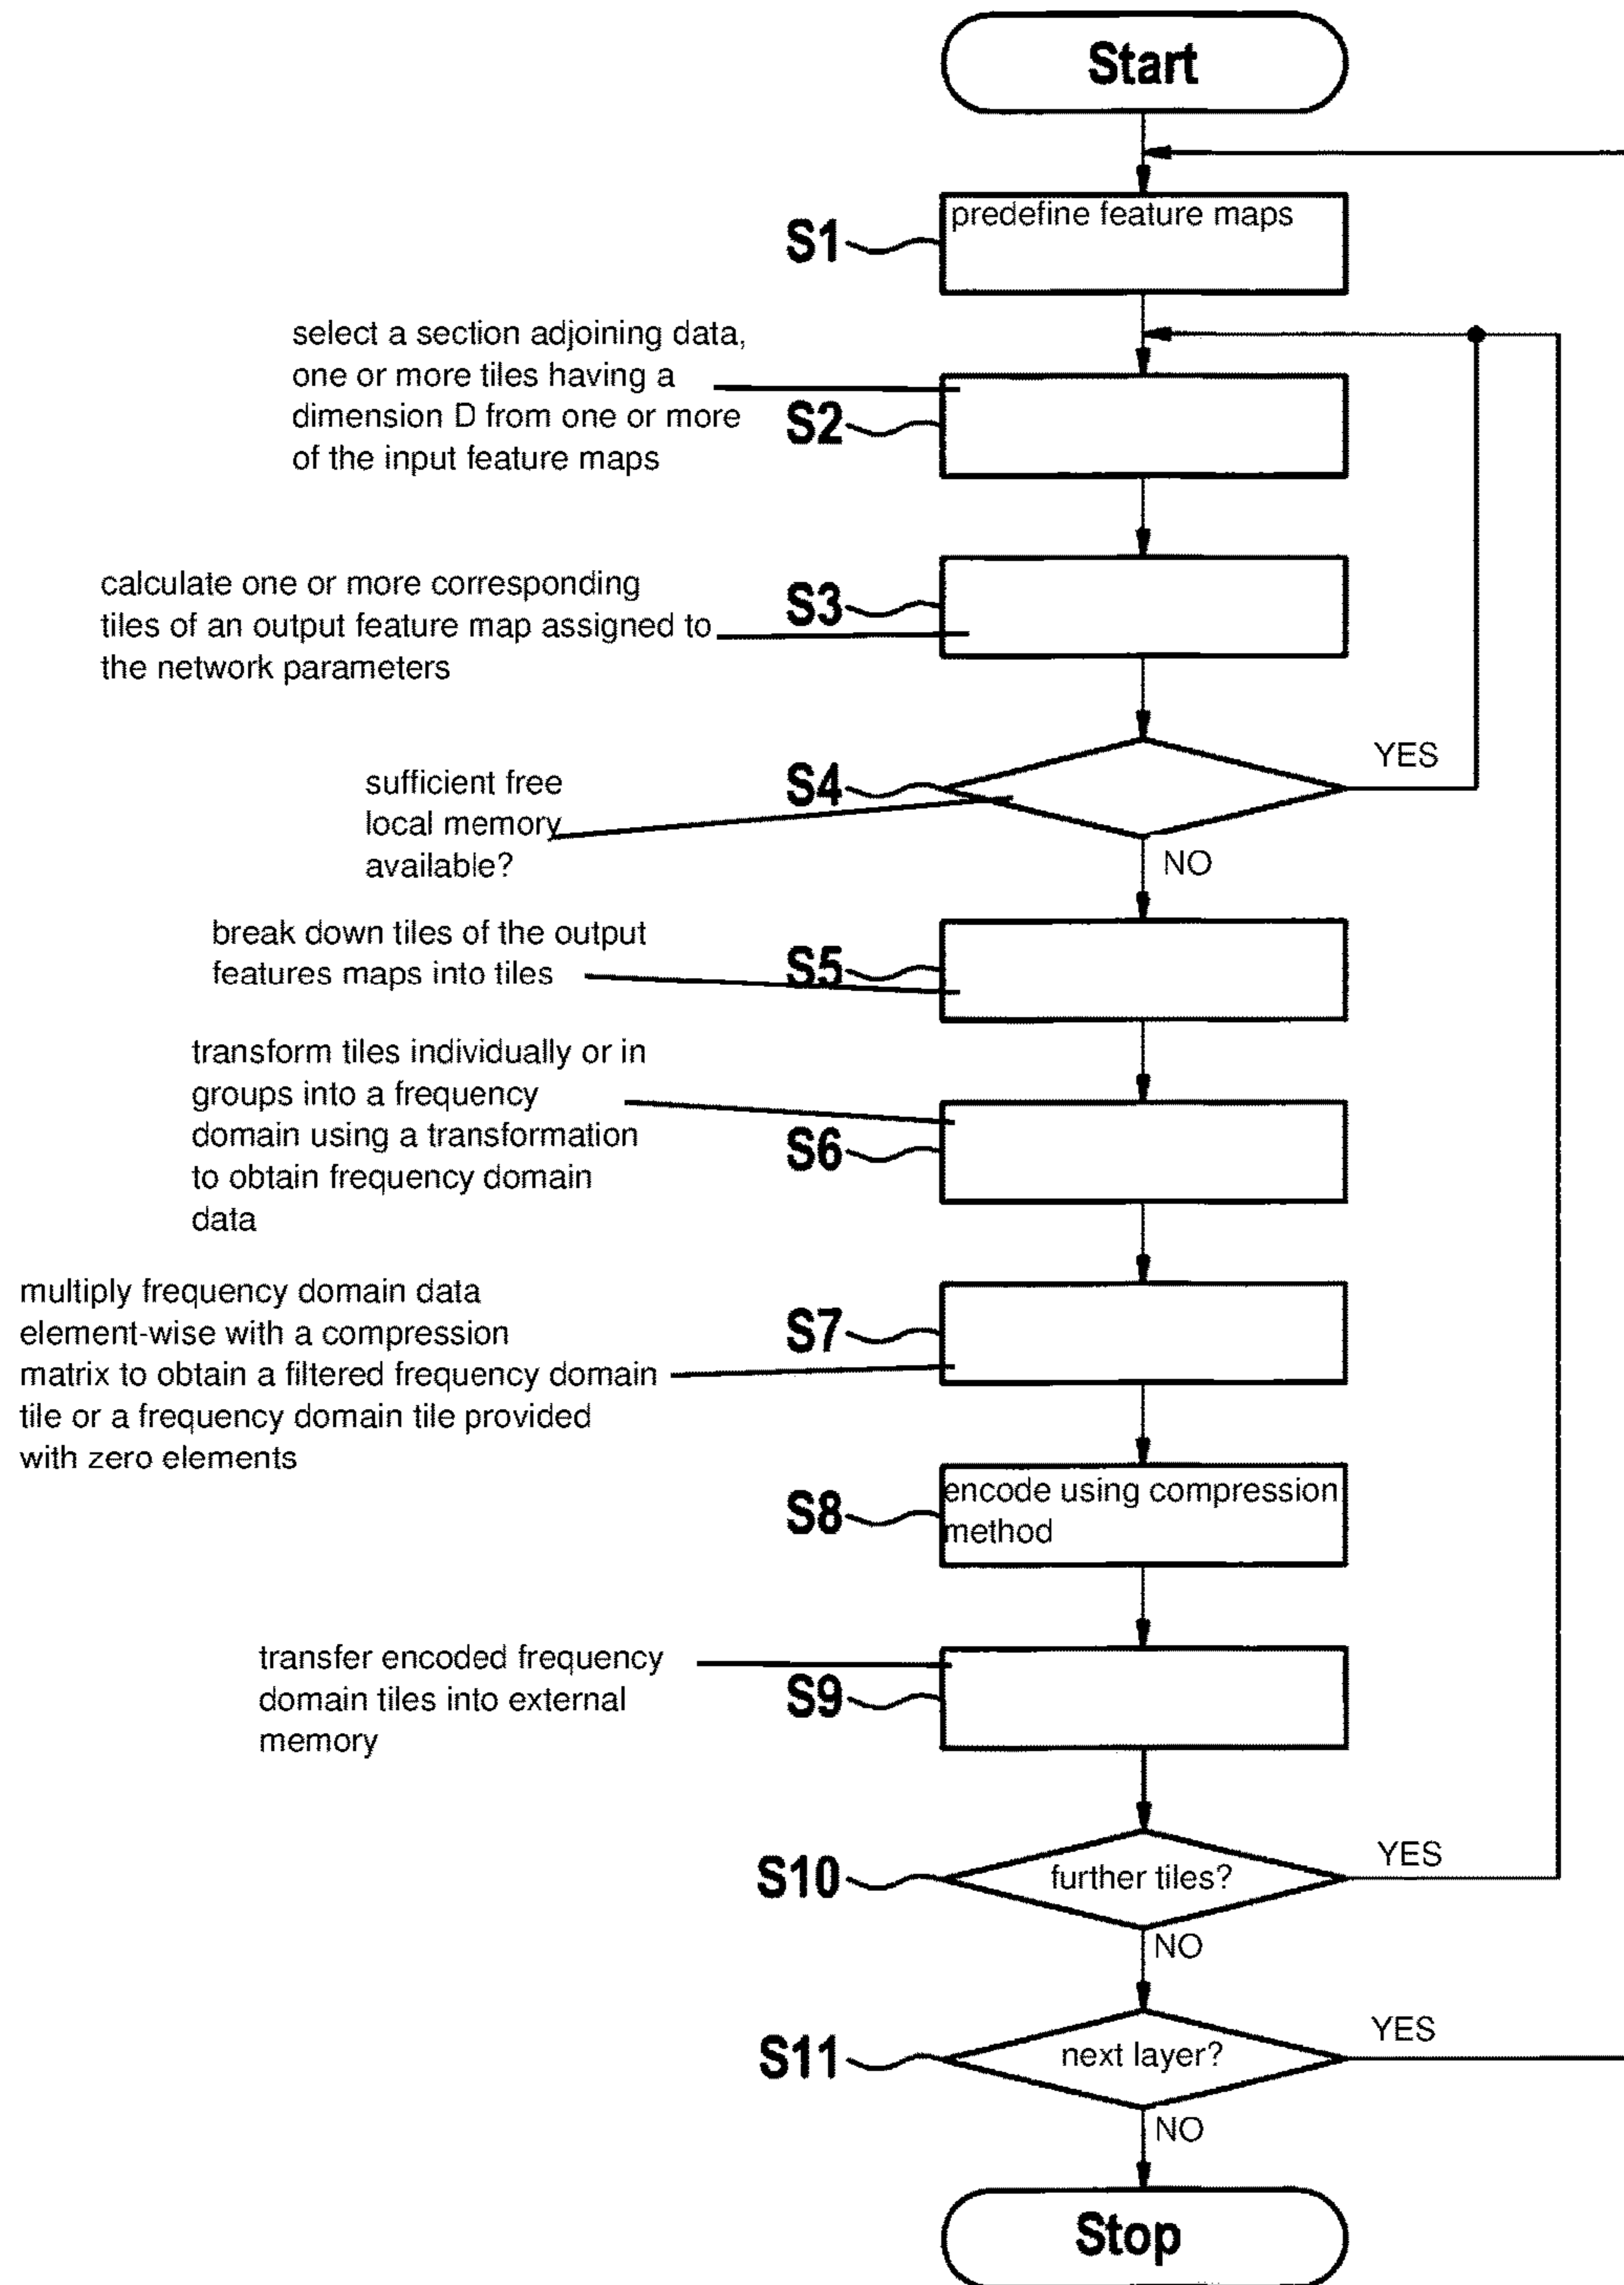 Start
predefine feature maps
S1
select a section adjoining data,
one or more tiles having a
dimension D from one or more
of the input feature maps
S2
calculate one or more corresponding
tiles of an output feature map assigned to
the network parameters
S3
YES
sufficient free
local memory
available?
S4
NO
break down tiles of the output
features maps into tiles
S5
transform tiles individually or in
groups into a frequency
domain using a transformation
to obtain frequency domain
data
S6
multiply frequency domain data
element-wise with a compression
matrix to obtain a filtered frequency domain
tile or a frequency domain tile provided
with zero elements
S7
encode using compression
method
S8
transfer encoded frequency
domain tiles into external
memory
S9
YES
S10
further tiles?
NO
YES
S11
next layer?
NO
Stop